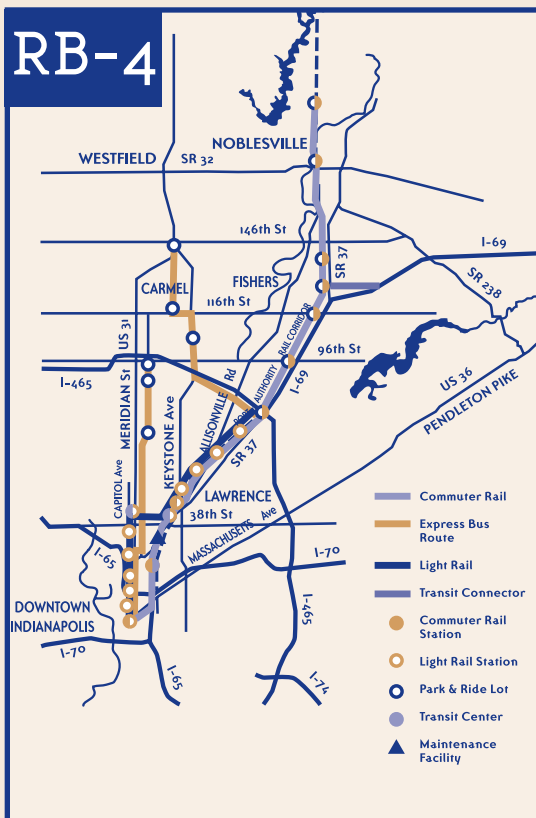 RB-4
NOBLESVILLE
WESTFIELD
SR 32
146th St
I-69
SR 37
FISHERS
SR 238
CARMEL
116th St
RAIL CORRIDOR
US 31
96th St
I-69
I-465
AUTHORITY
US 36
PENDLETON PIKE
MERIDIAN St
KEYSTONE Ave
ALLISONVILLE Rd
PORT
SR 37
CAPITOL Ave
LAWRENCE
38th St
MASSACHUSETTS Ave
I-65
I-70
DOWNTOWN
INDIANAPOLIS
I-70
I-65
I-465
I-74
Commuter Rail
Express Bus
Route
Light Rail
Transit Connector
Commuter Rail
Station
Light Rail Station
Park & Ride Lot
Transit Center
Maintenance
Facility